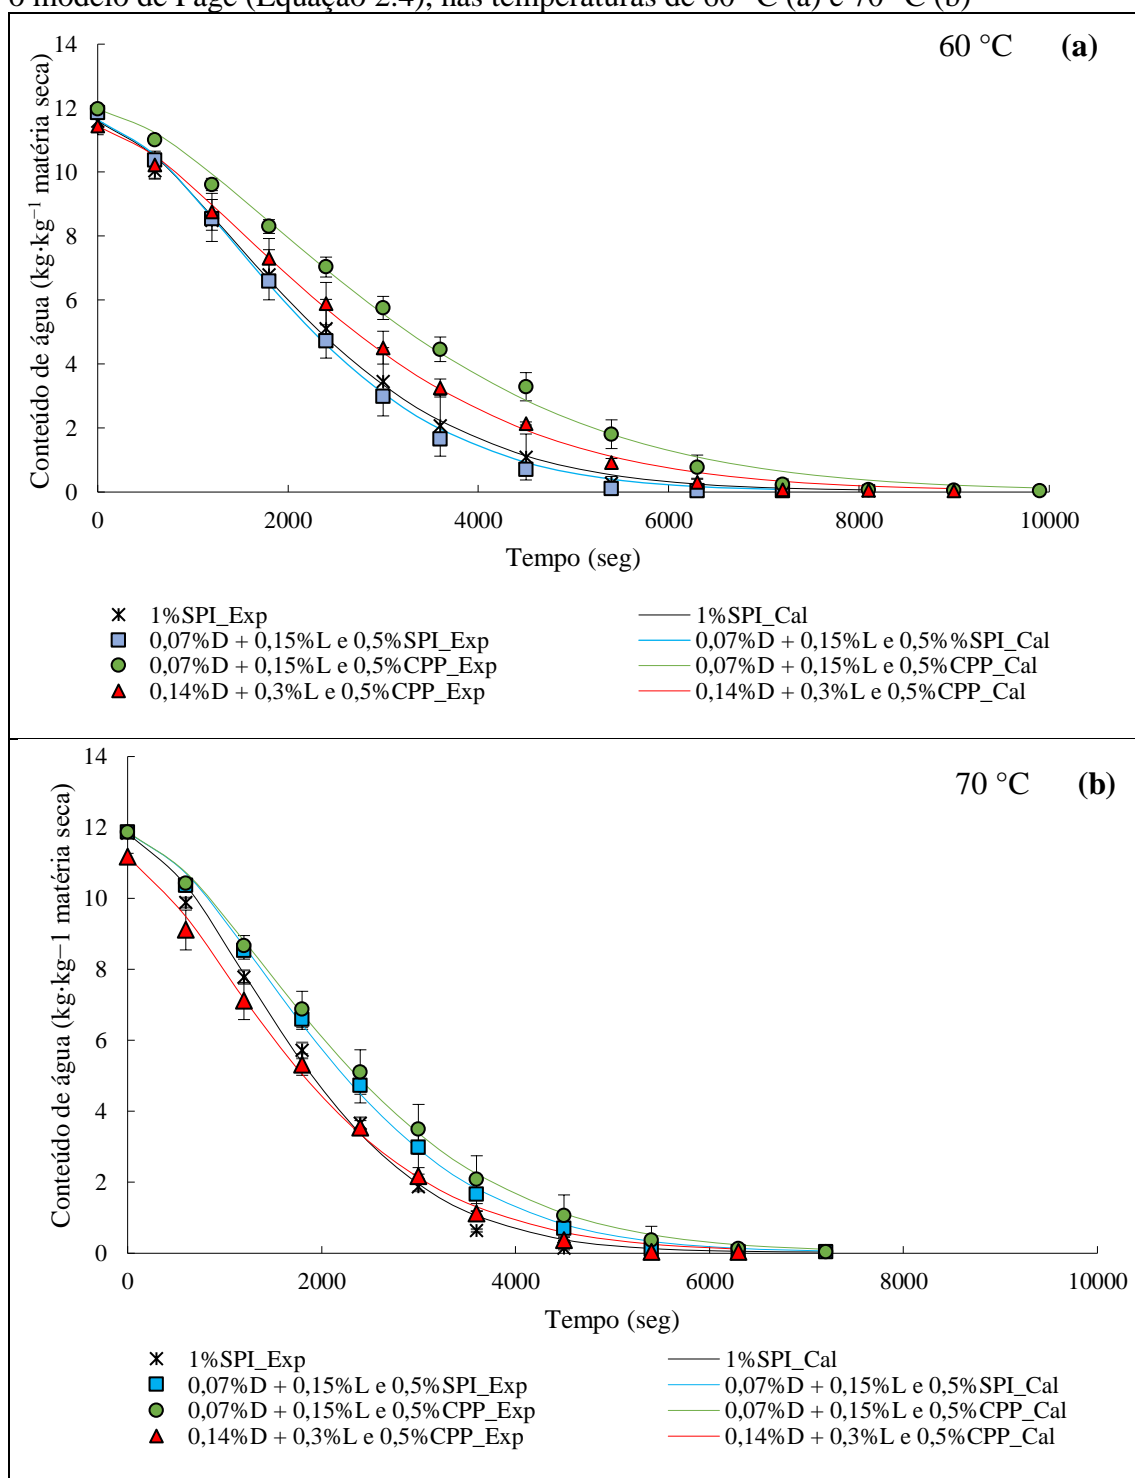 o modelo de Page (Equação 2.4), nas temperaturas de 60 °C (a) e 70 °C (b)
60 °C (a)
Conteúdo de água (kg·kg⁻¹ matéria seca)
14
12
10
8
6
4
2
0
0 2000 4000 6000 8000 10000
Tempo (seg)
1%SPI_Exp 1%SPI_Cal
0,07%D + 0,15%L e 0,5%SPI_Exp 0,07%D + 0,15%L e 0,5%%SPI_Cal
0,07%D + 0,15%L e 0,5%CPP_Exp 0,07%D + 0,15%L e 0,5%CPP_Cal
0,14%D + 0,3%L e 0,5%CPP_Exp 0,14%D + 0,3%L e 0,5%CPP_Cal
70 °C (b)
Conteúdo de água (kg·kg−1 matéria seca)
14
12
10
8
6
4
2
0
0 2000 4000 6000 8000 10000
Tempo (seg)
1%SPI_Exp 1%SPI_Cal
0,07%D + 0,15%L e 0,5%SPI_Exp 0,07%D + 0,15%L e 0,5%SPI_Cal
0,07%D + 0,15%L e 0,5%CPP_Exp 0,07%D + 0,15%L e 0,5%CPP_Cal
0,14%D + 0,3%L e 0,5%CPP_Exp 0,14%D + 0,3%L e 0,5%CPP_Cal